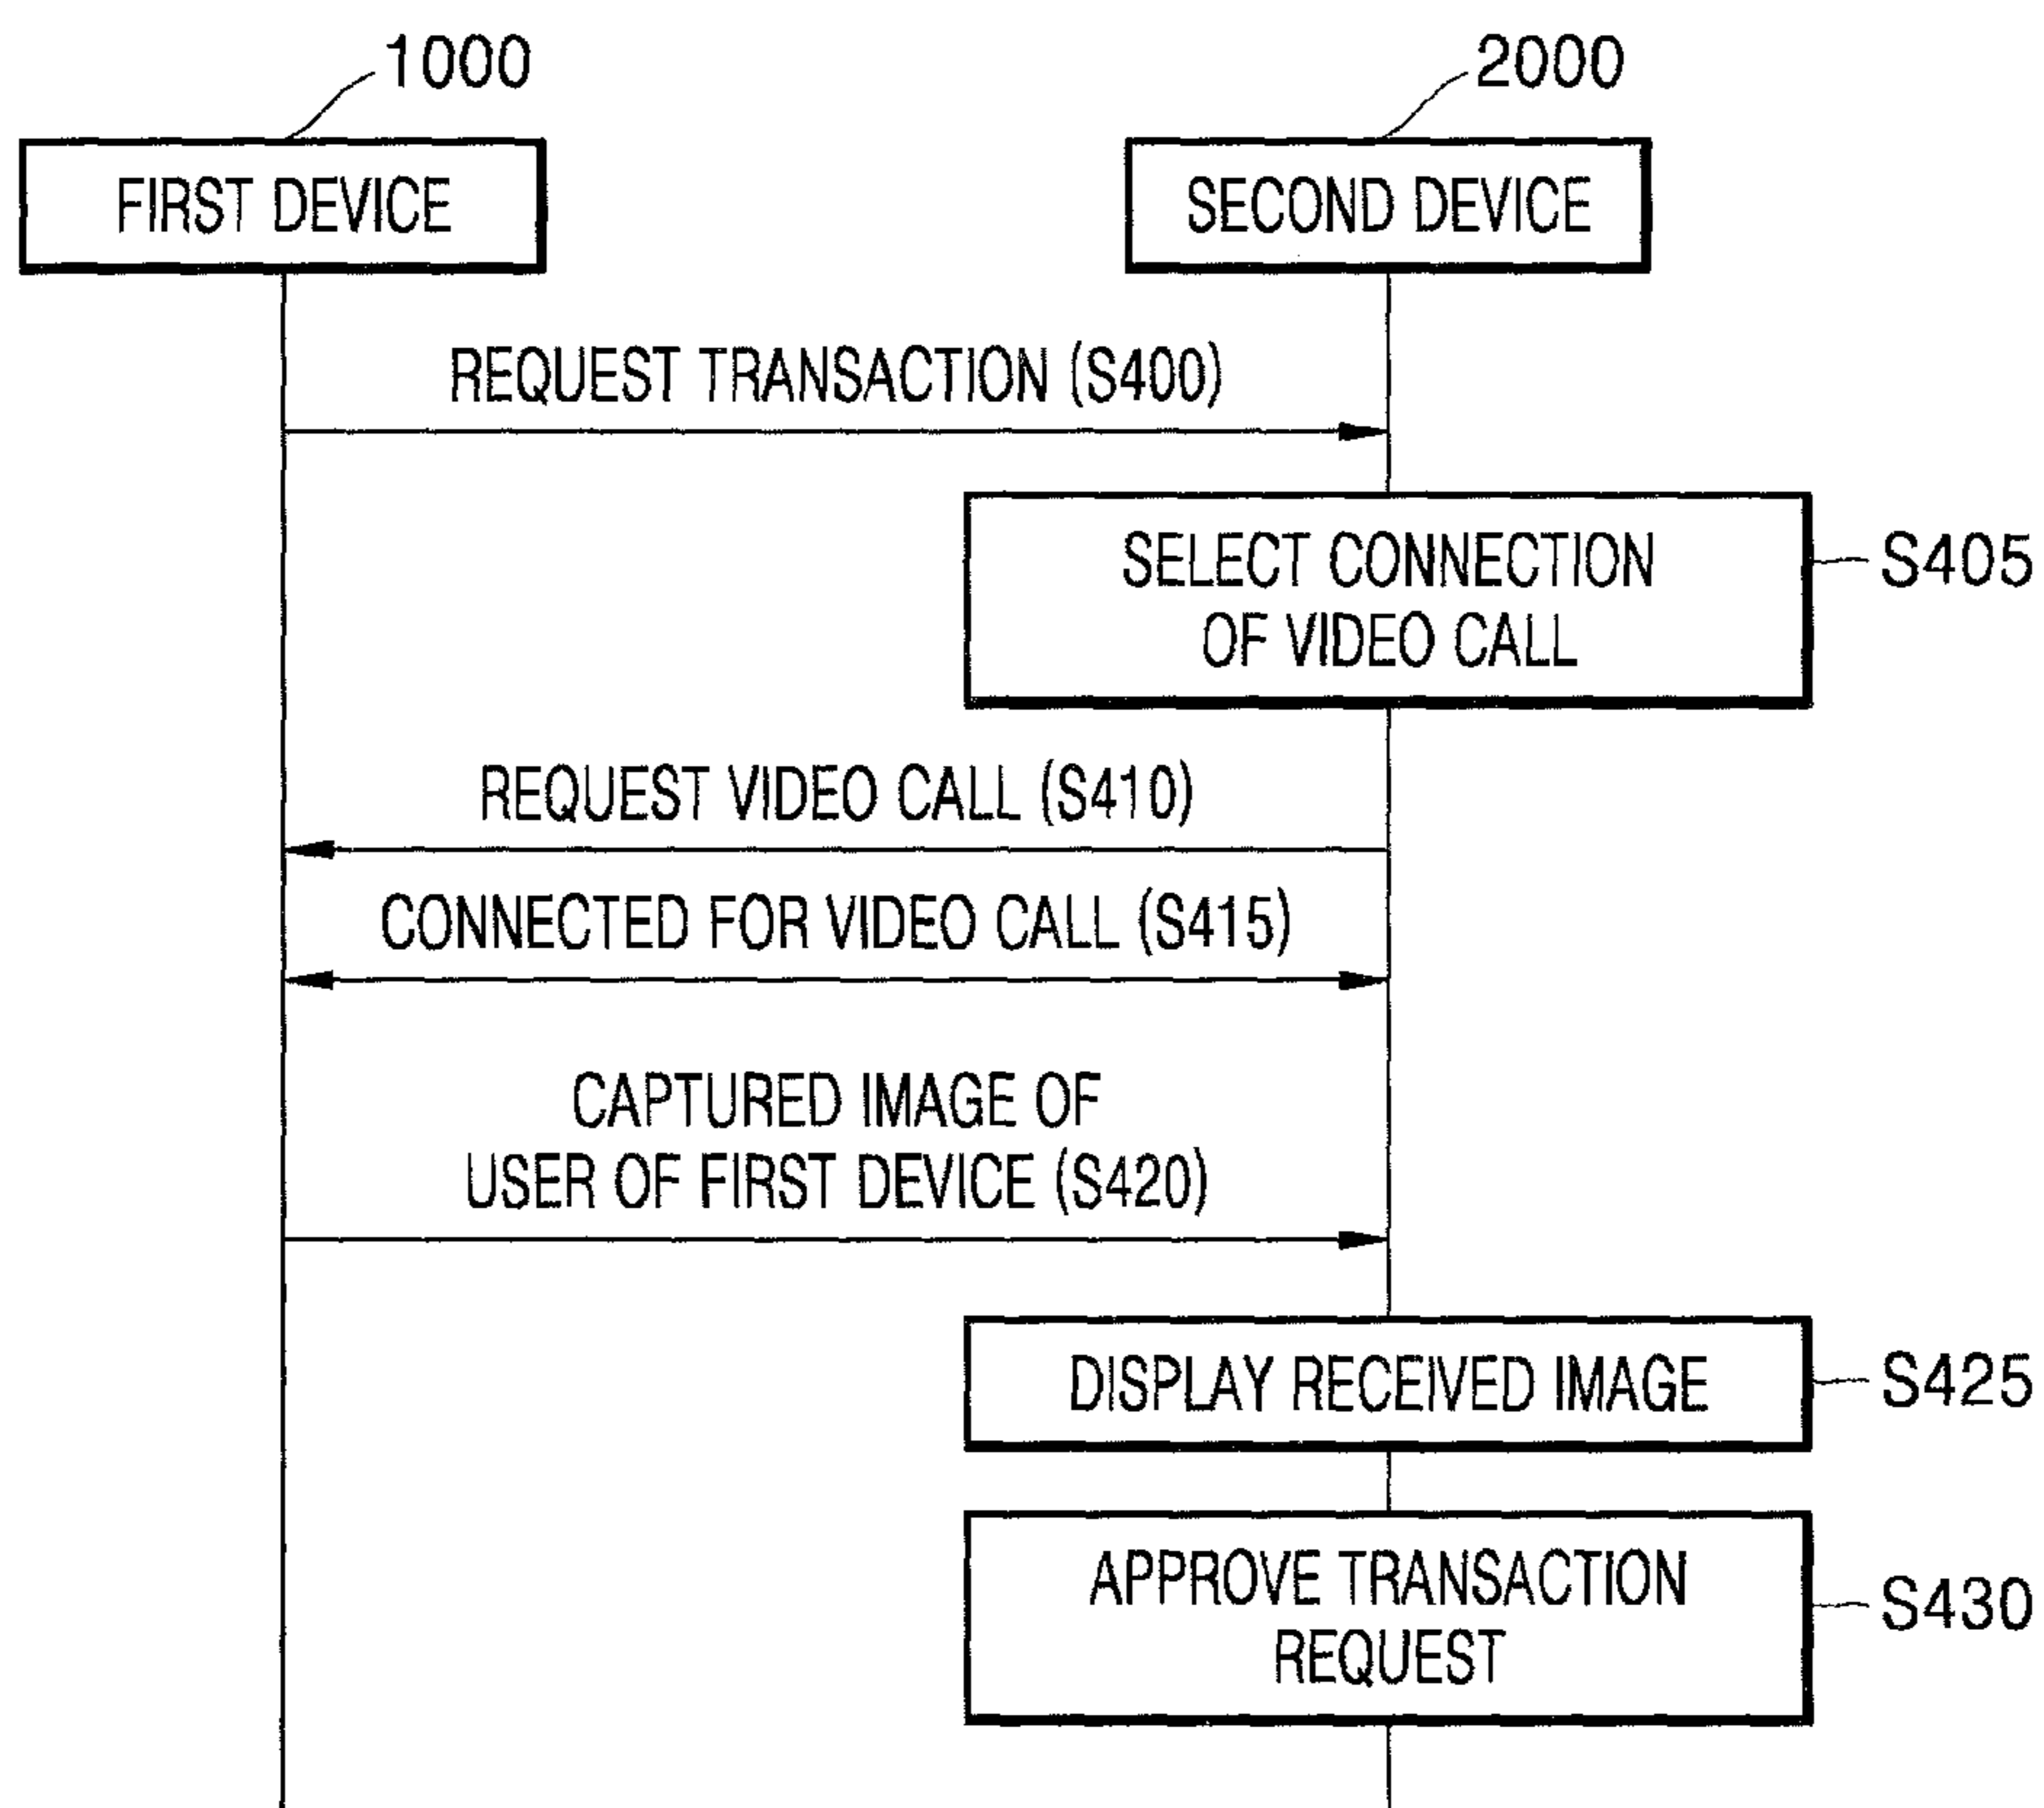 1000
2000
FIRST DEVICE
SECOND DEVICE
REQUEST TRANSACTION (S400)
SELECT CONNECTION
OF VIDEO CALL
S405
REQUEST VIDEO CALL (S410)
CONNECTED FOR VIDEO CALL (S415)
CAPTURED IMAGE OF
USER OF FIRST DEVICE (S420)
DISPLAY RECEIVED IMAGE
S425
APPROVE TRANSACTION
REQUEST
S430